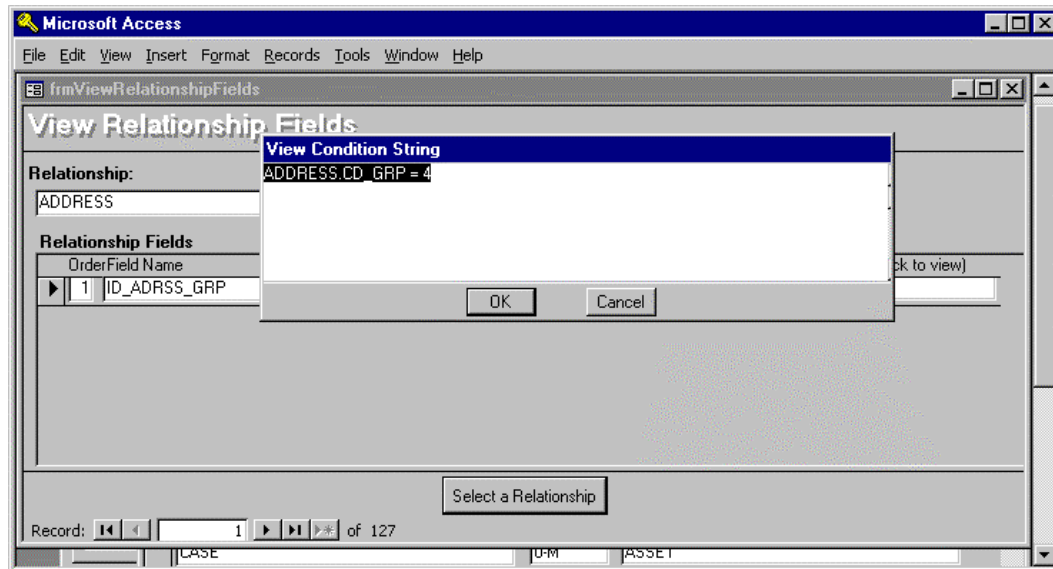 Microsoft Access
File Edit View Insert Format Records Tools Window Help
frmViewRelationshipFields
View Relationship Fields
View Condition String
ADDRESS.CD_GRP = 4
Relationship:
ADDRESS
Relationship Fields
Order Field Name
to view)
1 ID_ADRSS_GRP
OK Cancel
Select a Relationship
Record: 1 of 127
CASE 0-M ASSET